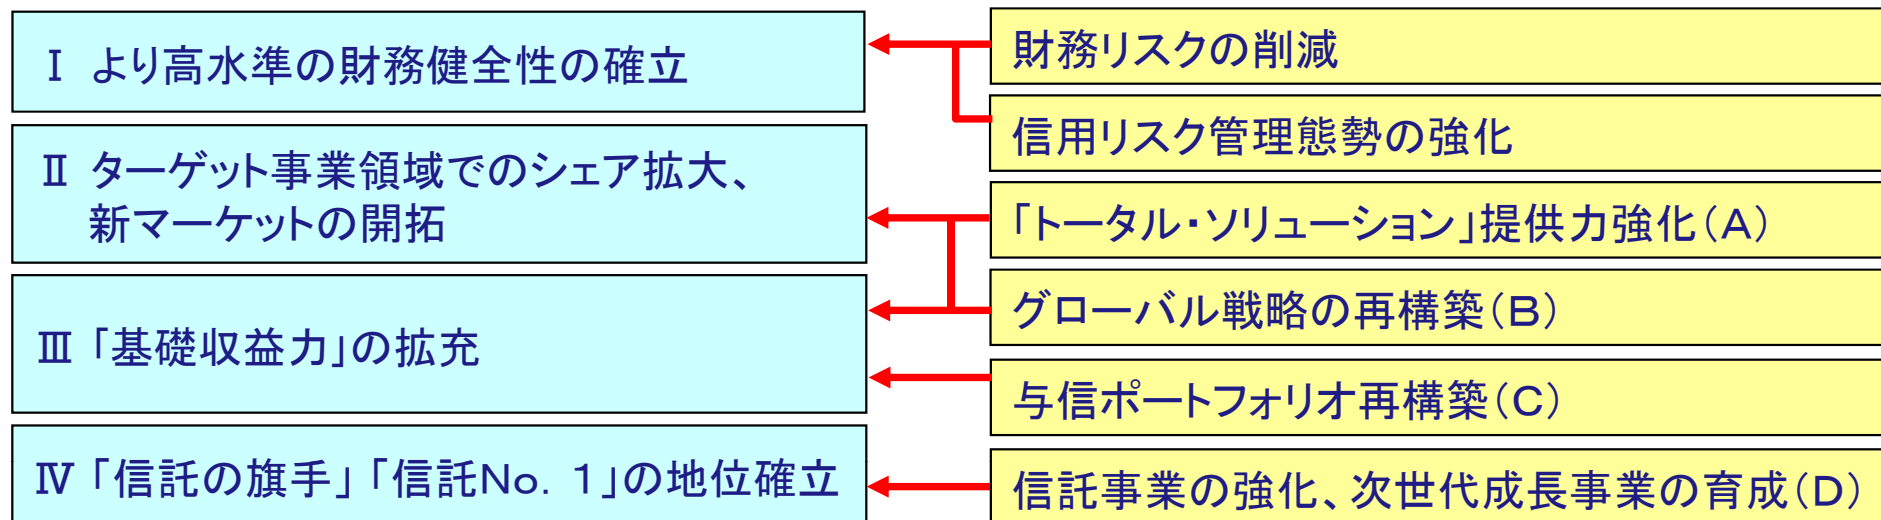 Ⅰ より高水準の財務健全性の確立
Ⅱ ターゲット事業領域でのシェア拡大、
新マーケットの開拓
Ⅲ 「基礎収益力」の拡充
Ⅳ 「信託の旗手」「信託No．1」の地位確立
財務リスクの削減
信用リスク管理態勢の強化
「トータル・ソリューション」提供力強化（A）
グローバル戦略の再構築（B）
与信ポートフォリオ再構築（C）
信託事業の強化、次世代成長事業の育成（D）